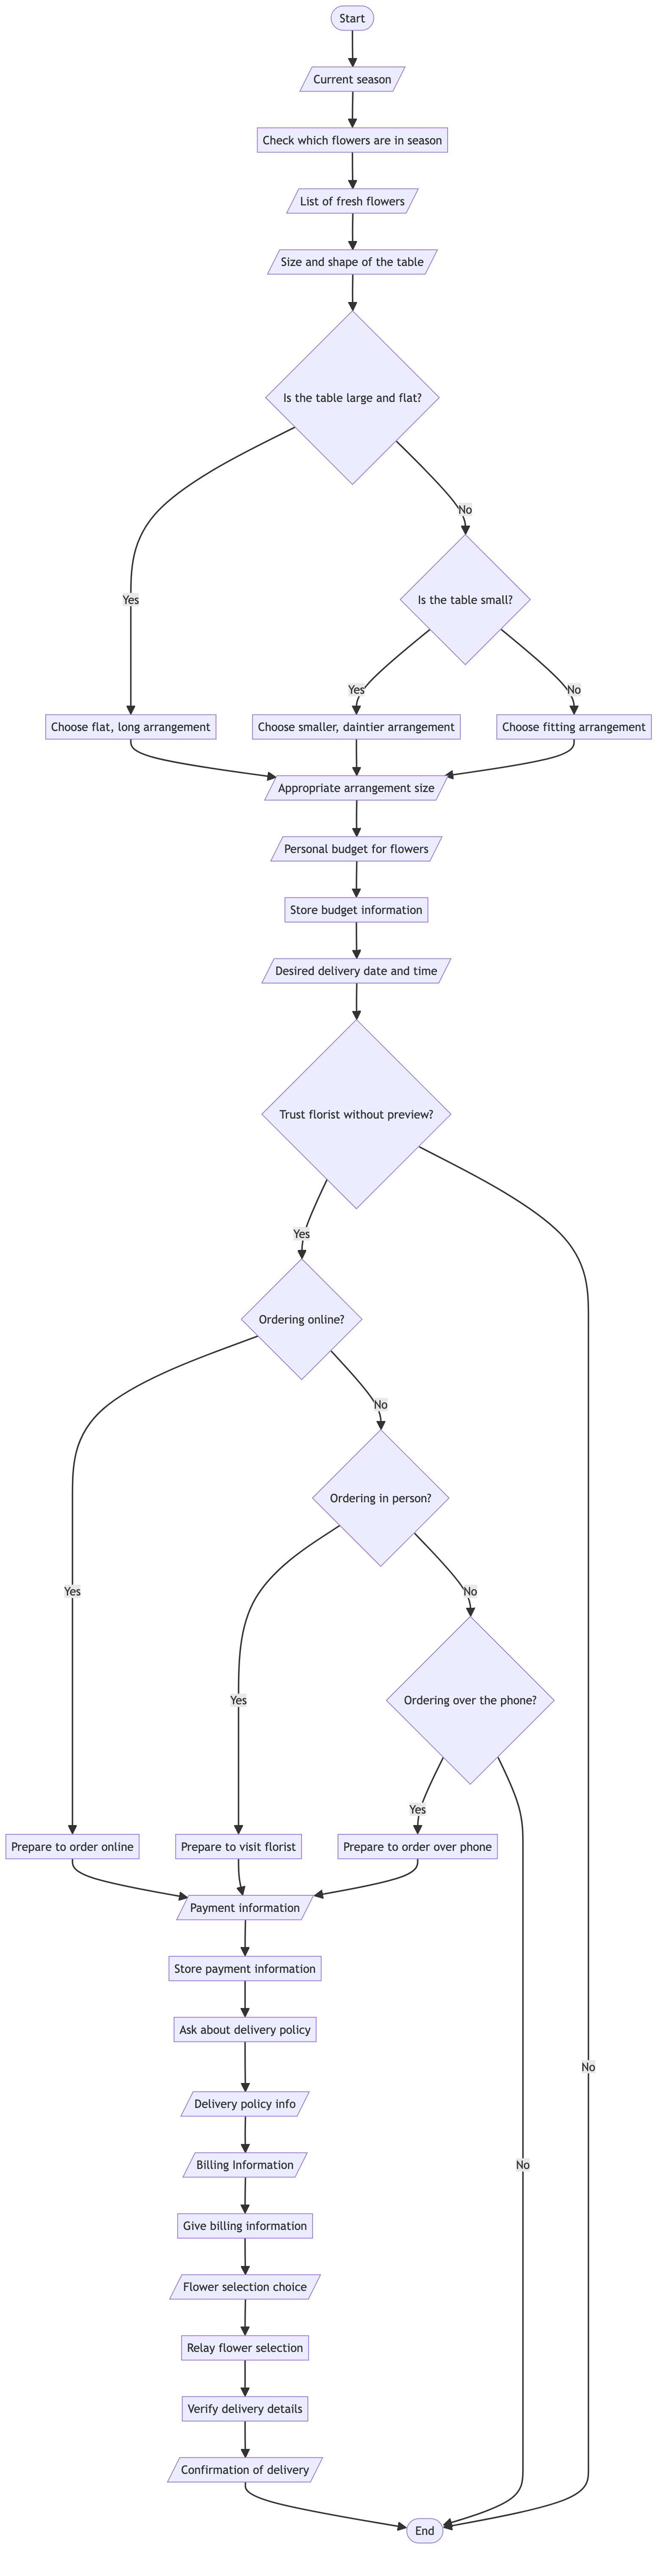 Start
Current season
Check which flowers are in season
List of fresh flowers
Size and shape of the table
Is the table large and flat?
No
Is the table small?
Yes
Yes
No
Choose flat, long arrangement
Choose smaller, daintier arrangement
Choose fitting arrangement
Appropriate arrangement size
Personal budget for flowers
Store budget information
Desired delivery date and time
Trust florist without preview?
Yes
Ordering online?
No
Ordering in person?
Yes
No
Yes
Ordering over the phone?
Yes
Prepare to order online
Prepare to visit florist
Prepare to order over phone
Payment information
Store payment information
Ask about delivery policy
No
Delivery policy info
Billing Information
No
Give billing information
Flower selection choice
Relay flower selection
Verify delivery details
Confirmation of delivery
End